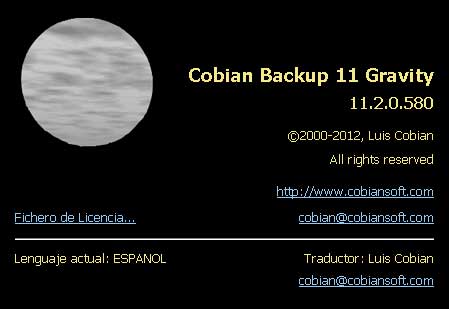 Cobian Backup 11 Gravity
11.2.0.580
©2000-2012, Luis Cobian
All rights reserved
http://www.cobiansoft.com
Fichero de Licencia... cobian@cobiansoft.com
Lenguaje actual: ESPANOL Traductor: Luis Cobian
cobian@cobiansoft.com